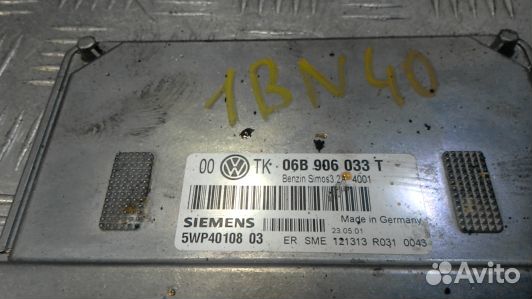 1BN40
00 TK 06B 906 033 T
Benzin Simos3 4001
SIEMENS
23.05.01
Made in Germany
5WP40108 03 ER SME 121313 R031 0043
Avito